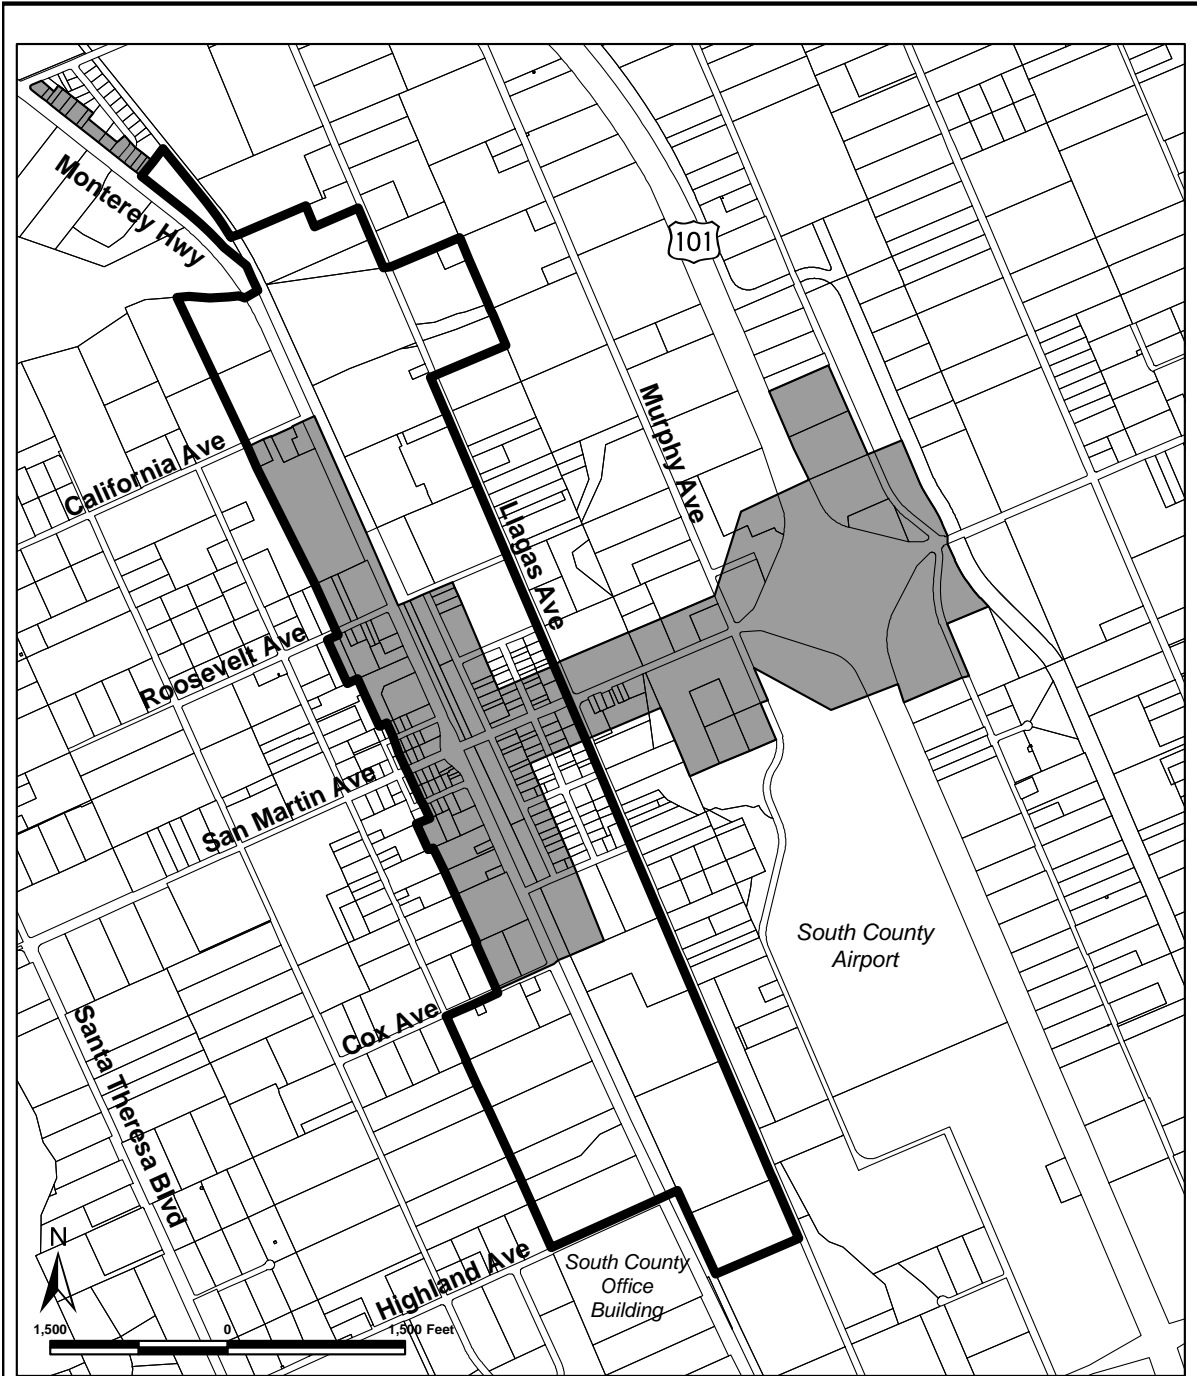 Monterey Hwy
101
Murphy Ave
California Ave
Llagas Ave
Roosevelt Ave
San Martin Ave
South County
Airport
Cox Ave
Santa Theresa Blvd
N
Highland Ave
South County
Office
Building
1,500 0 1,500 Feet